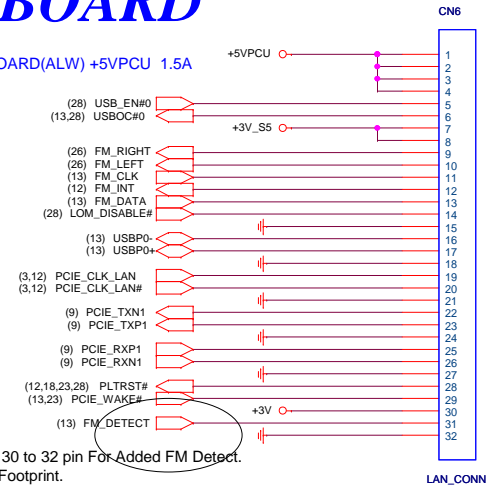 BOARD
CN6
OARD(ALW) +5VPCU 1.5A
+5VPCU
1
2
3
4
(28) USB_EN#0 5
(13,28) USBOC#0 6
+3V_S5 7
8
(26) FM_RIGHT 9
(26) FM_LEFT 10
(13) FM_CLK 11
(12) FM_INT 12
(13) FM_DATA 13
(28) LOM_DISABLE# 14
15
(13) USBP0- 16
(13) USBP0+ 17
18
(3,12) PCIE_CLK_LAN 19
(3,12) PCIE_CLK_LAN# 20
21
(9) PCIE_TXN1 22
(9) PCIE_TXP1 23
24
(9) PCIE_RXP1 25
(9) PCIE_RXN1 26
27
(12,18,23,28) PLTRST# 28
(13,23) PCIE_WAKE# 29
+3V 30
(13) FM_DETECT 31
32
30 to 32 pin For Added FM Detect.
Footprint.
LAN_CONN